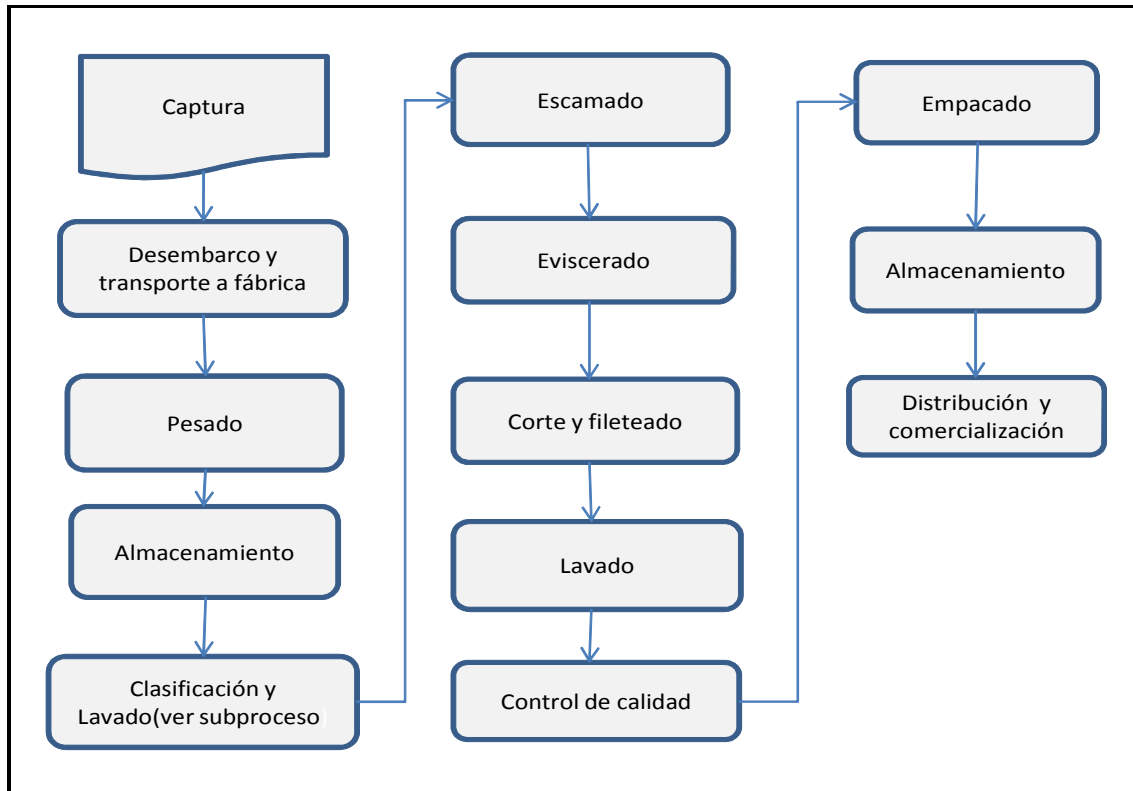 Captura
Desembarco y
transporte a fábrica
Pesado
Almacenamiento
Clasificación y
Lavado(ver subproceso)
Escamado
Eviscerado
Corte y fileteado
Lavado
Control de calidad
Empacado
Almacenamiento
Distribución y
comercialización